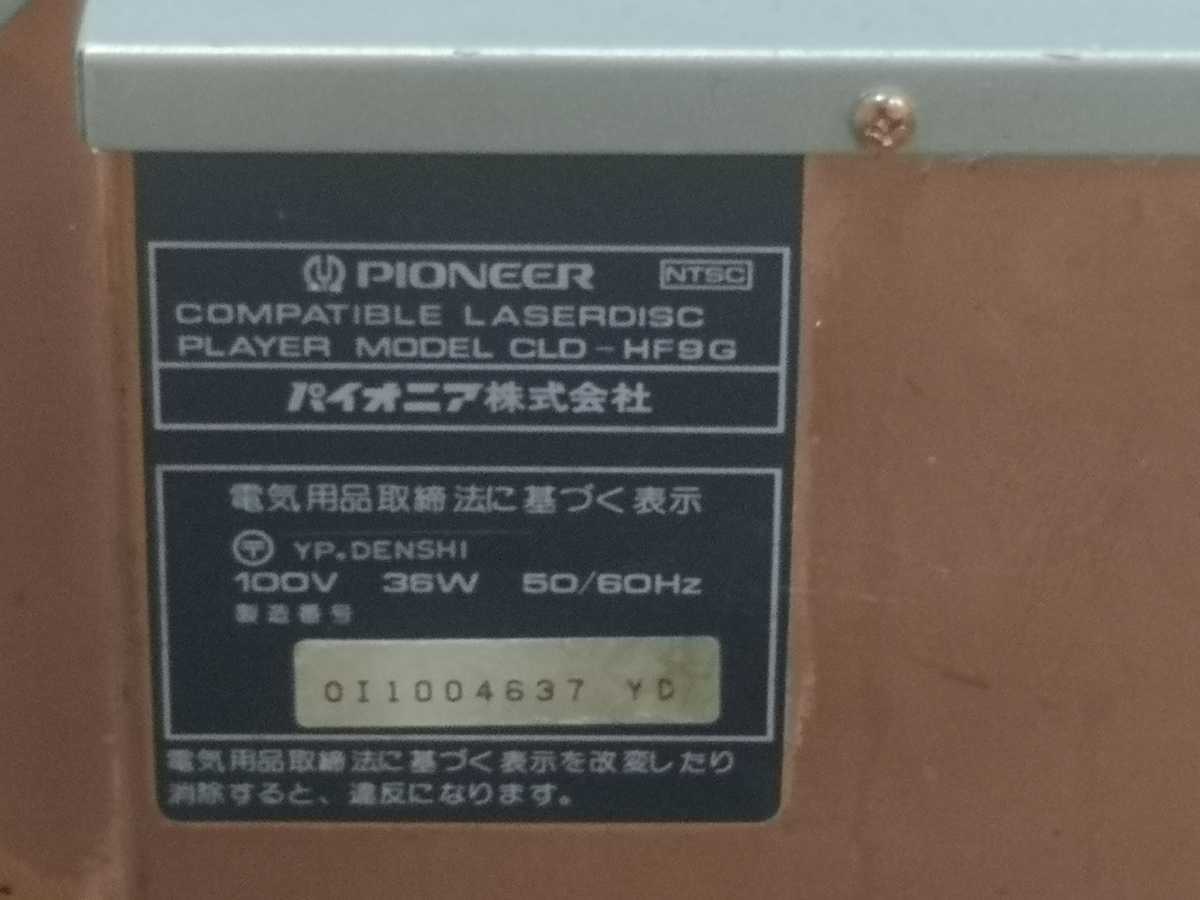 PIONEER NTSC
COMPATIBLE LASERDISC
PLAYER MODEL CLD-HF9G
パイオニア株式会社
電気用品取締法に基づく表示
〶 YP.DENSHI
100V 36W 50/60Hz
製造番号
OI1004637 YD
電気用品取締法に基づく表示を改変したり
消除すると、違反になります。